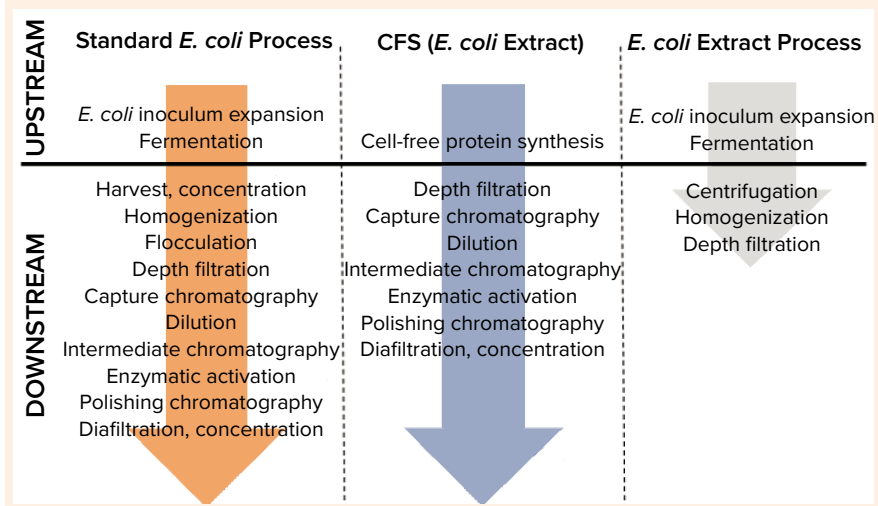 UPSTREAM
Standard E. coli Process
E. coli inoculum expansion
Fermentation
CFS (E. coli Extract)
Cell-free protein synthesis
E. coli Extract Process
E. coli inoculum expansion
Fermentation
DOWNSTREAM
Harvest, concentration
Homogenization
Flocculation
Depth filtration
Capture chromatography
Dilution
Intermediate chromatography
Enzymatic activation
Polishing chromatography
Diafiltration, concentration
Depth filtration
Capture chromatography
Dilution
Intermediate chromatography
Enzymatic activation
Polishing chromatography
Diafiltration, concentration
Centrifugation
Homogenization
Depth filtration